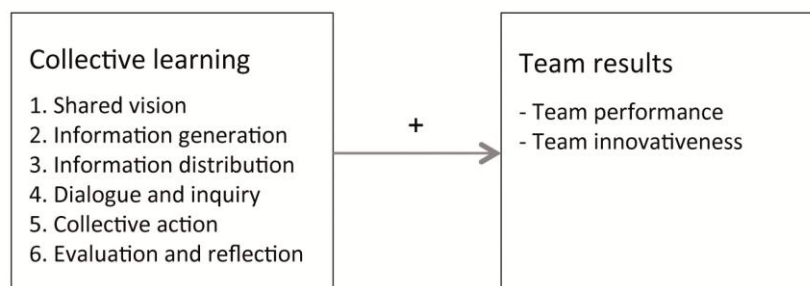 Collective learning
1. Shared vision
2. Information generation
3. Information distribution
4. Dialogue and inquiry
5. Collective action
6. Evaluation and reflection
+
Team results
- Team performance
- Team innovativeness